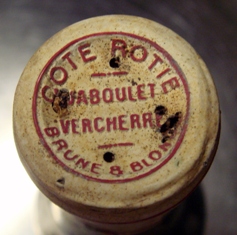 COTE ROTIE
JABOULET
VERCHERRE
BRUNE & BLONDE